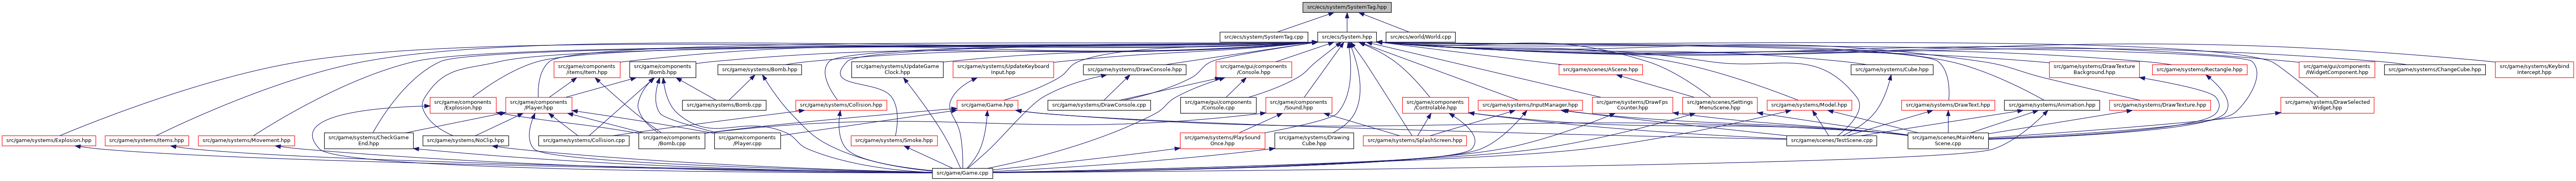 src/ecs/system/SystemTag.hpp
src/ecs/system/SystemTag.cpp
src/ecs/System.hpp
src/ecs/world/World.cpp
src/game/components
/items/Item.hpp
src/game/components
/Bomb.hpp
src/game/systems/Bomb.hpp
src/game/systems/UpdateGame
Clock.hpp
src/game/systems/UpdateKeyboard
Input.hpp
src/game/systems/DrawConsole.hpp
src/game/gui/components
/Console.hpp
src/game/scenes/AScene.hpp
src/game/systems/Cube.hpp
src/game/systems/DrawTexture
Background.hpp
src/game/systems/Rectangle.hpp
src/game/gui/components
/WidgetComponent.hpp
src/game/systems/ChangeCube.hpp
src/game/systems/Keybind
Intercept.hpp
src/game/components
/Explosion.hpp
src/game/components
/Player.hpp
src/game/systems/Bomb.cpp
src/game/systems/Collision.hpp
src/game/Game.hpp
src/game/systems/DrawConsole.cpp
src/game/gui/components
/Console.cpp
src/game/components
/Sound.hpp
src/game/components
/Controlable.hpp
src/game/systems/InputManager.hpp
src/game/systems/DrawFps
Counter.hpp
src/game/scenes/Settings
MenuScene.hpp
src/game/systems/Model.hpp
src/game/systems/DrawText.hpp
src/game/systems/Animation.hpp
src/game/systems/DrawTexture.hpp
src/game/systems/DrawSelected
Widget.hpp
src/game/systems/Explosion.hpp
src/game/systems/Items.hpp
src/game/systems/Movement.hpp
src/game/systems/CheckGame
End.hpp
src/game/systems/NoClip.hpp
src/game/systems/Collision.cpp
src/game/components
/Bomb.cpp
src/game/components
/Player.cpp
src/game/systems/Smoke.hpp
src/game/systems/PlaySound
Once.hpp
src/game/systems/Drawing
Cube.hpp
src/game/systems/SplashScreen.hpp
src/game/scenes/TestScene.cpp
src/game/scenes/MainMenu
Scene.cpp
src/game/Game.cpp